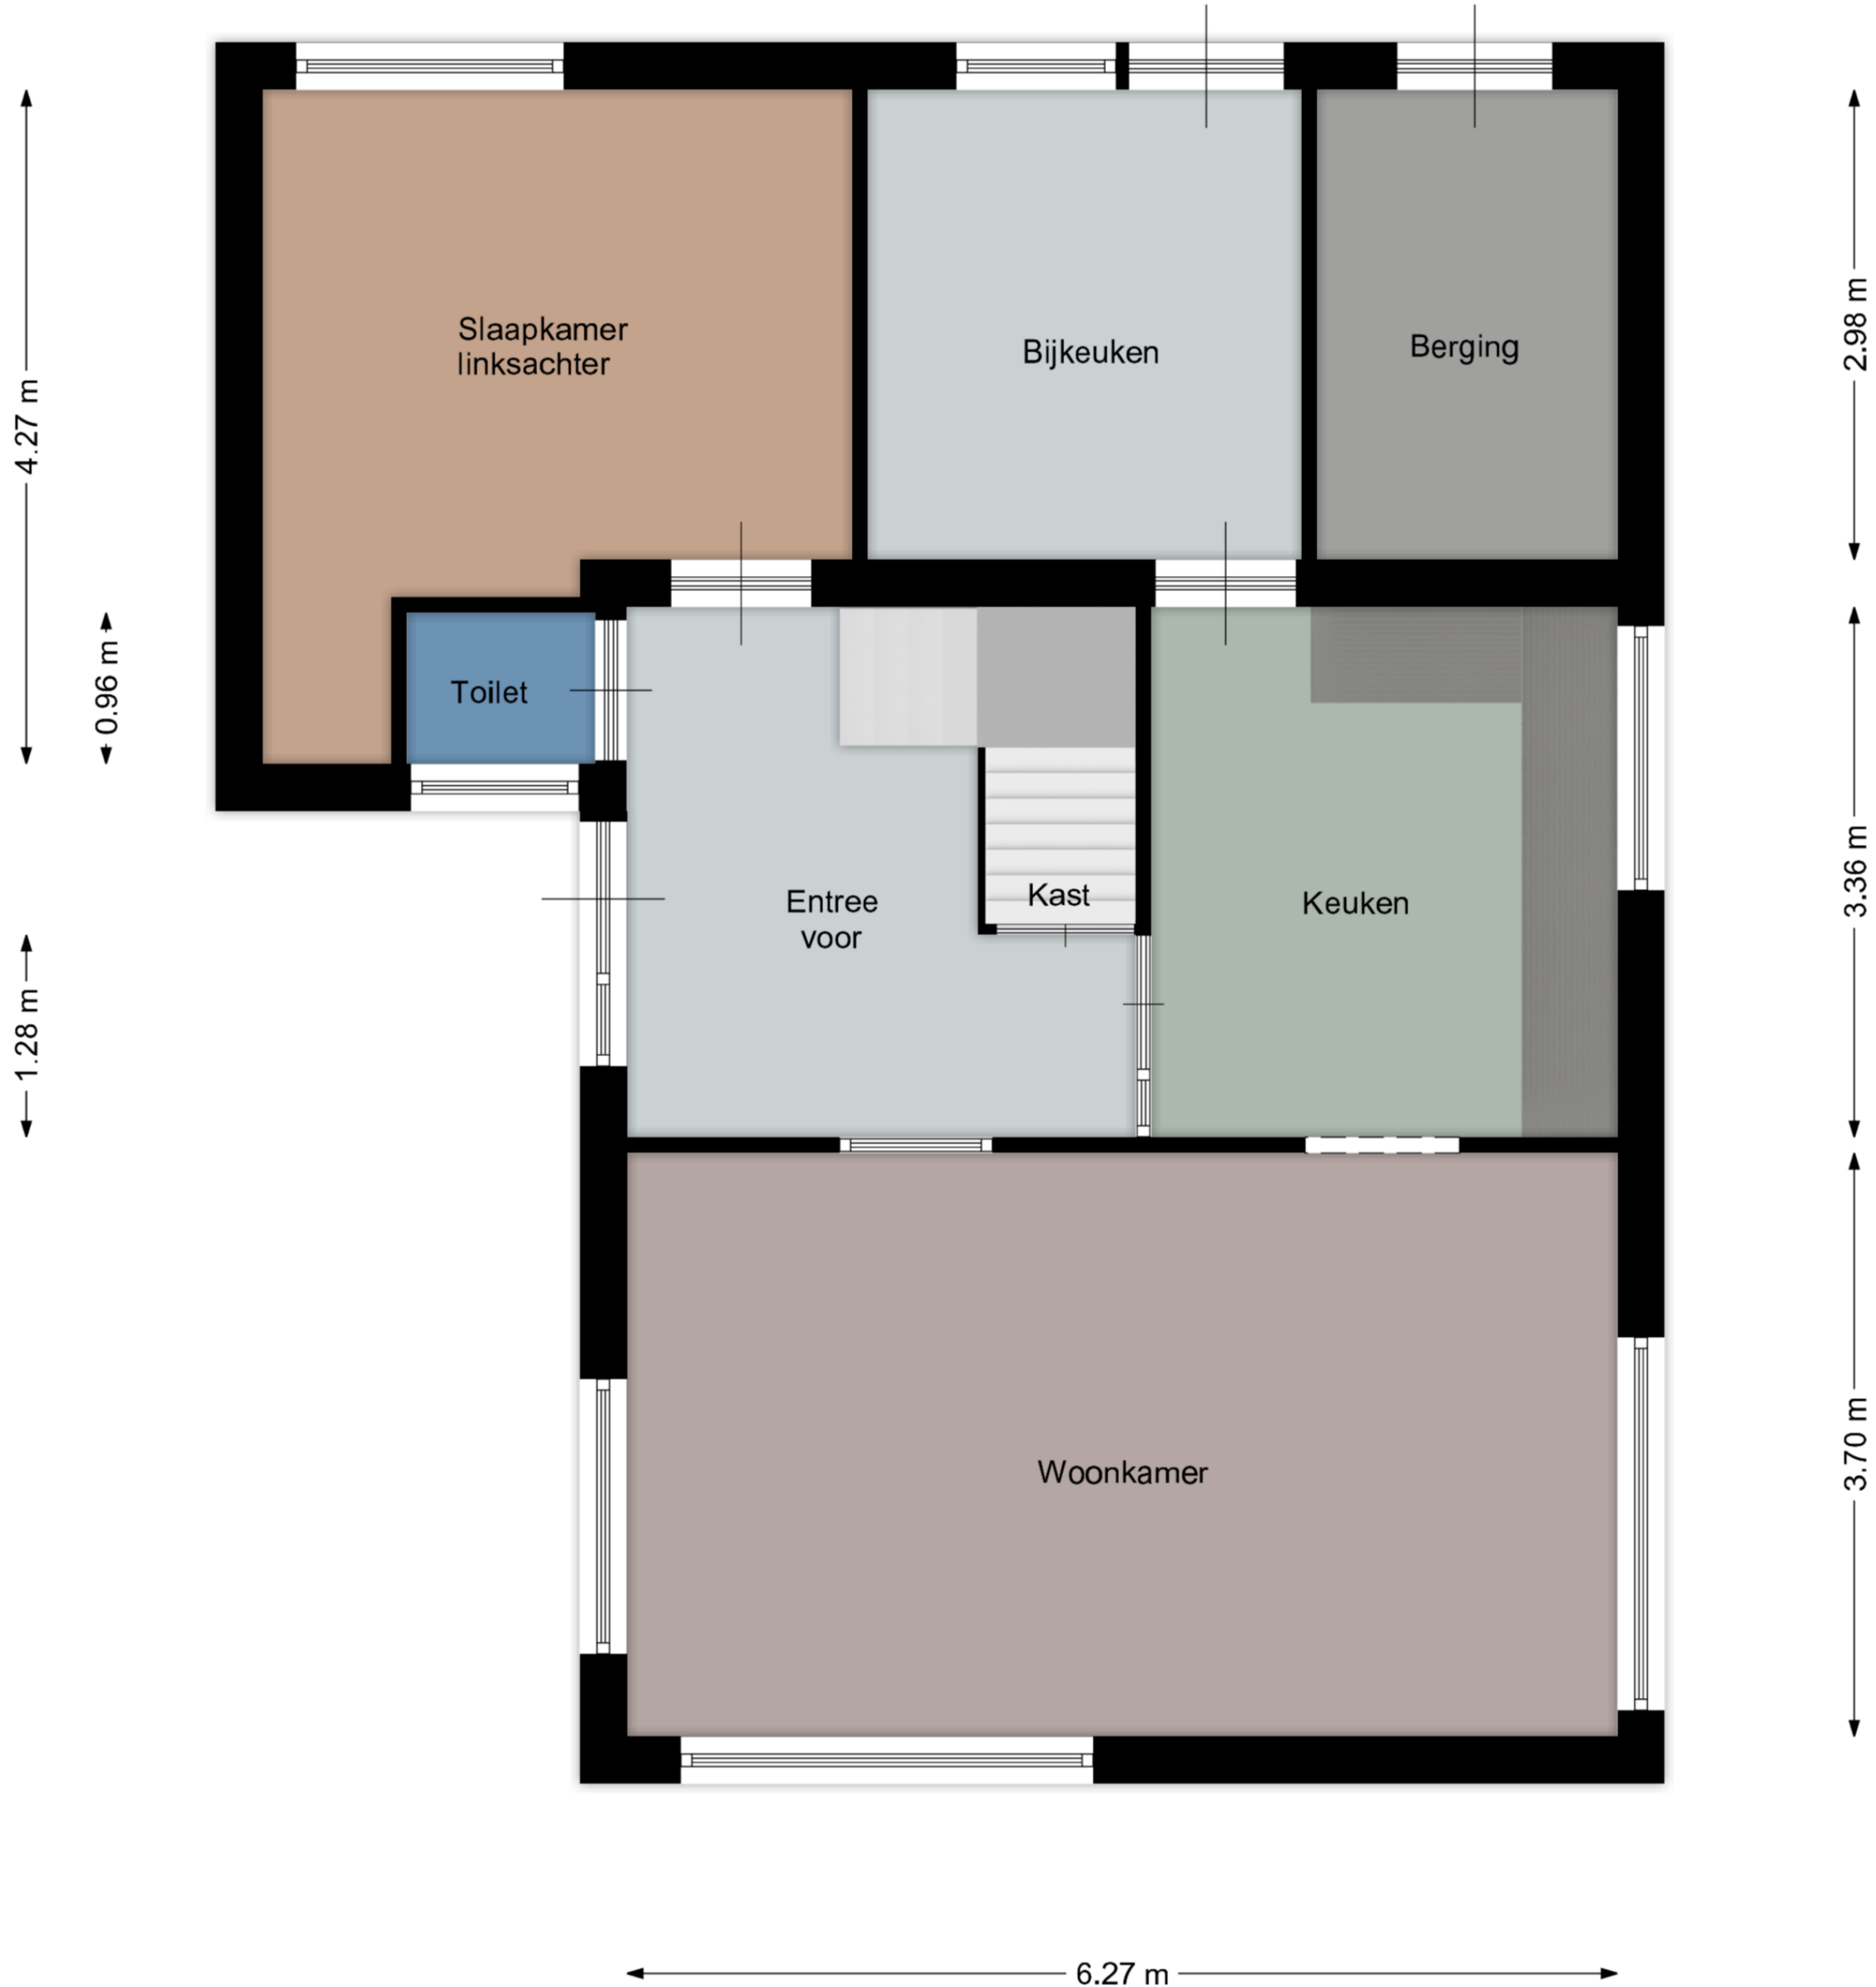 Slaapkamer
linksachter
Bijkeuken
Berging
2.98 m
4.27 m
Toilet
0.96 m
Entree
voor
Kast
Keuken
3.36 m
1.28 m
Woonkamer
3.70 m
6.27 m